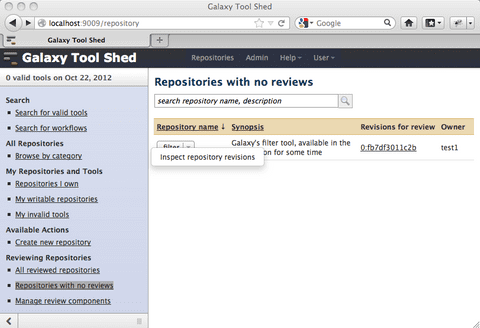 Galaxy Tool Shed
localhost:9009/repository
Google
Galaxy Tool Shed
Galaxy Tool Shed
Repositories Admin Help User
0 valid tools on Oct 22, 2012
Search
Search for valid tools
Search for workflows
All Repositories
Browse by category
My Repositories and Tools
Repositories I own
My writable repositories
My invalid tools
Available Actions
Create new repository
Reviewing Repositories
All reviewed repositories
Repositories with no reviews
Manage review components
Repositories with no reviews
search repository name, description
Repository name ↓ Synopsis Revisions for review Owner
filter Galaxy's filter tool, available in the 0:fb7df3011c2b test1
on for some time
Inspect repository revisions